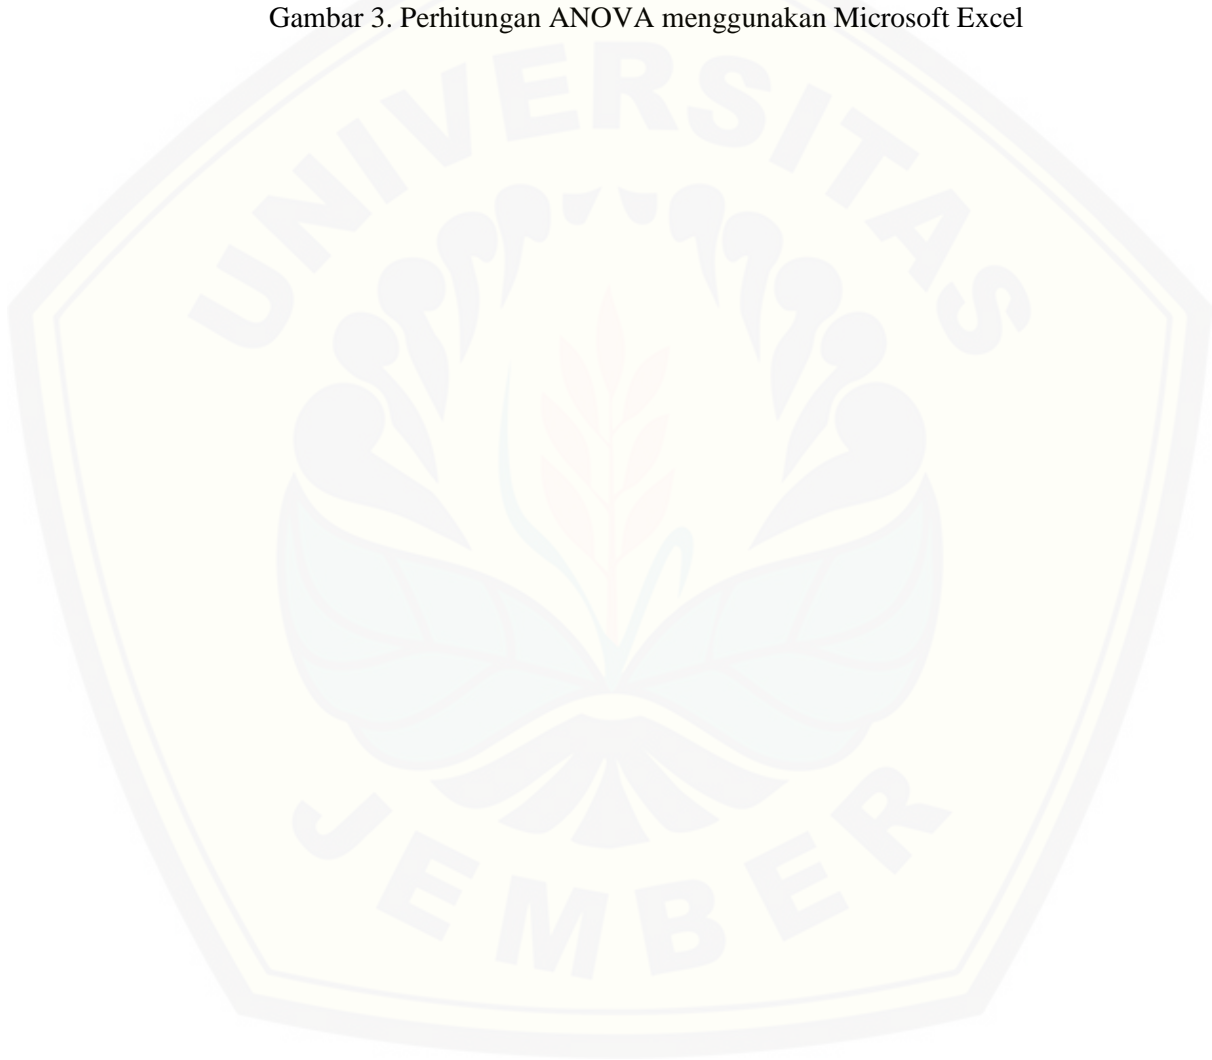 Gambar 3. Perhitungan ANOVA menggunakan Microsoft Excel
UNIVERSITAS
JEMBER